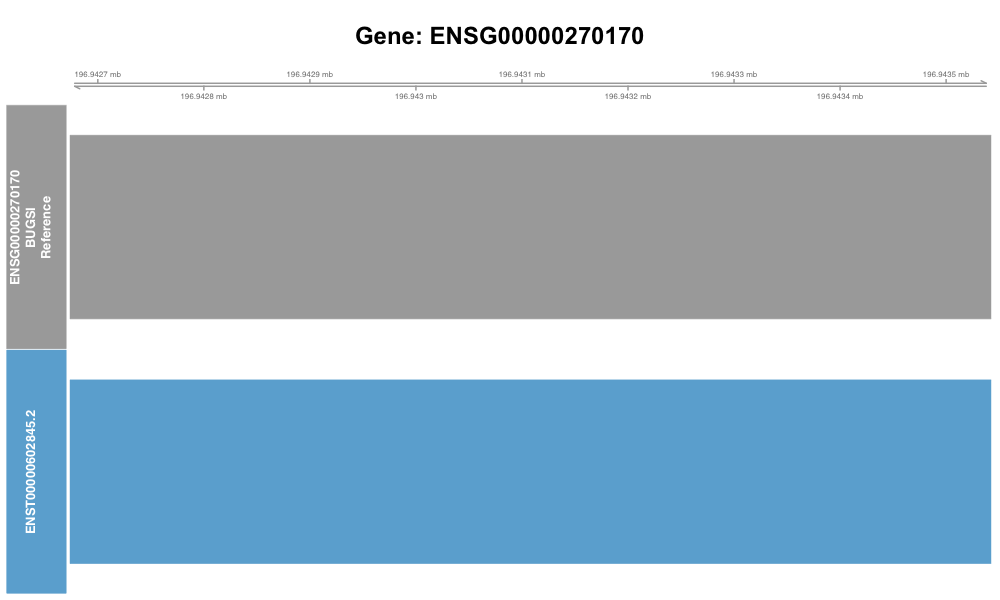 Gene: ENSG00000270170
196.9427 mb
196.9429 mb
196.9431 mb
196.9433 mb
196.9435 mb
196.9428 mb
196.943 mb
196.9432 mb
196.9434 mb
ENSG00000270170
BUGSI
Reference
ENST00000602845.2